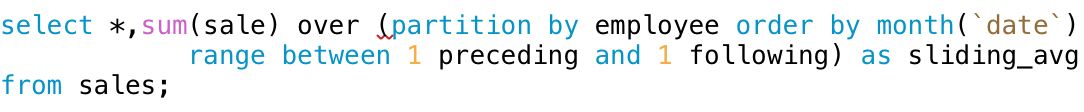 select *,sum(sale) over (partition by employee order by month(`date`)
range between 1 preceding and 1 following) as sliding_avg
from sales;